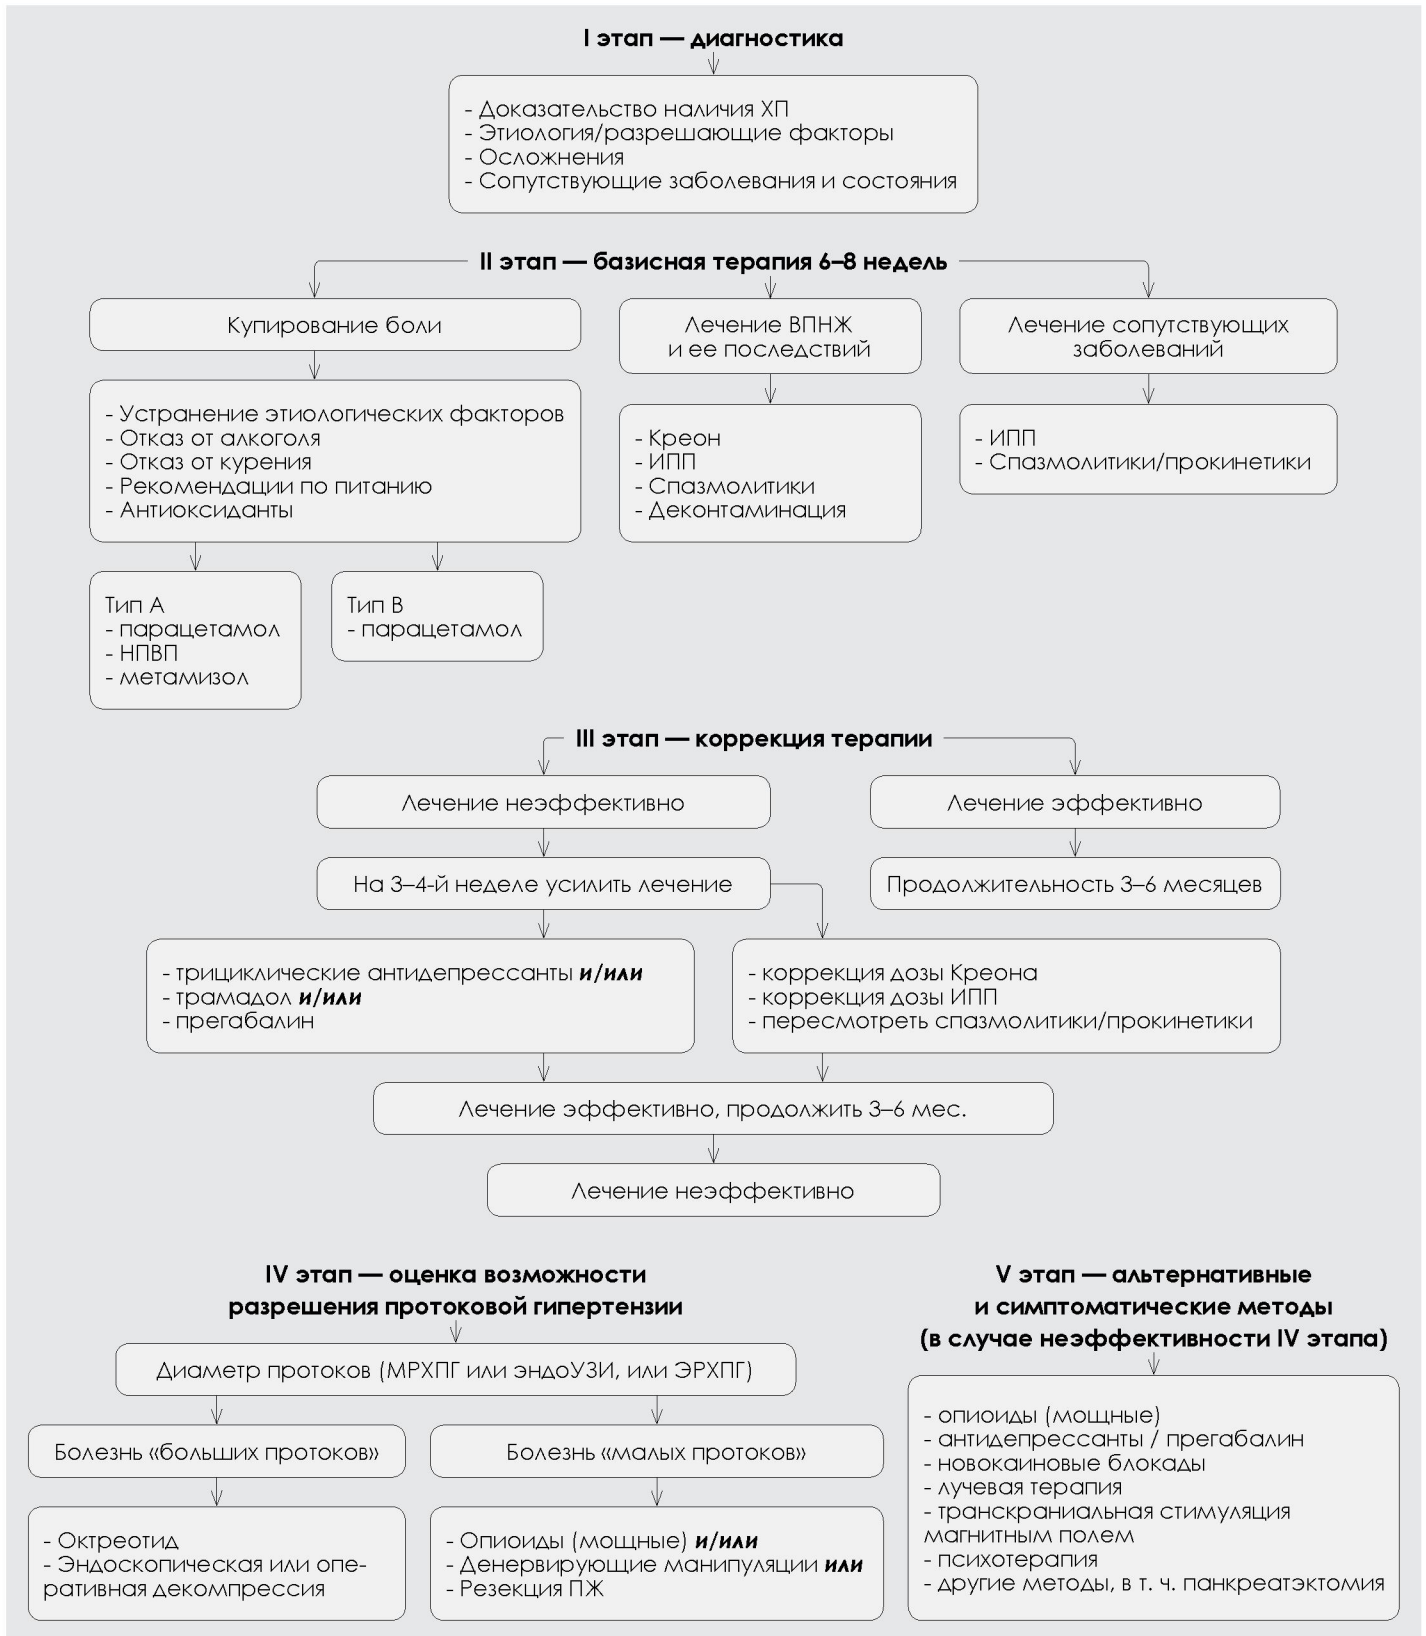 I этап — диагностика
- Доказательство наличия ХП
- Этиология/разрешающие факторы
- Осложнения
- Сопутствующие заболевания и состояния
II этап — базисная терапия 6–8 недель
Купирование боли
- Устранение этиологических факторов
- Отказ от алкоголя
- Отказ от курения
- Рекомендации по питанию
- Антиоксиданты
Тип А
- парацетамол
- НПВП
- метамизол
Тип В
- парацетамол
Лечение ВПНЖ
и ее последствий
- Креон
- ИПП
- Спазмолитики
- Деконтаминация
Лечение сопутствующих
заболеваний
- ИПП
- Спазмолитики/прокинетики
III этап — коррекция терапии
Лечение неэффективно
Лечение эффективно
На 3–4-й неделе усилить лечение
Продолжительность 3–6 месяцев
- трициклические антидепрессанты и/или
- трамадол и/или
- прегабалин
- коррекция дозы Креона
- коррекция дозы ИПП
- пересмотреть спазмолитики/прокинетики
Лечение эффективно, продолжить 3–6 мес.
Лечение неэффективно
IV этап — оценка возможности
разрешения протоковой гипертензии
Диаметр протоков (МРХПГ или эндоУЗИ, или ЭРХПГ)
Болезнь «больших протоков»
- Октреотид
- Эндоскопическая или опе-
ративная декомпрессия
Болезнь «малых протоков»
- Опиоиды (мощные) и/или
- Денервирующие манипуляции или
- Резекция ПЖ
V этап — альтернативные
и симптоматические методы
(в случае неэффективности IV этапа)
- опиоиды (мощные)
- антидепрессанты / прегабалин
- новокаиновые блокады
- лучевая терапия
- транскраниальная стимуляция
магнитным полем
- психотерапия
- другие методы, в т. ч. панкреатэктомия